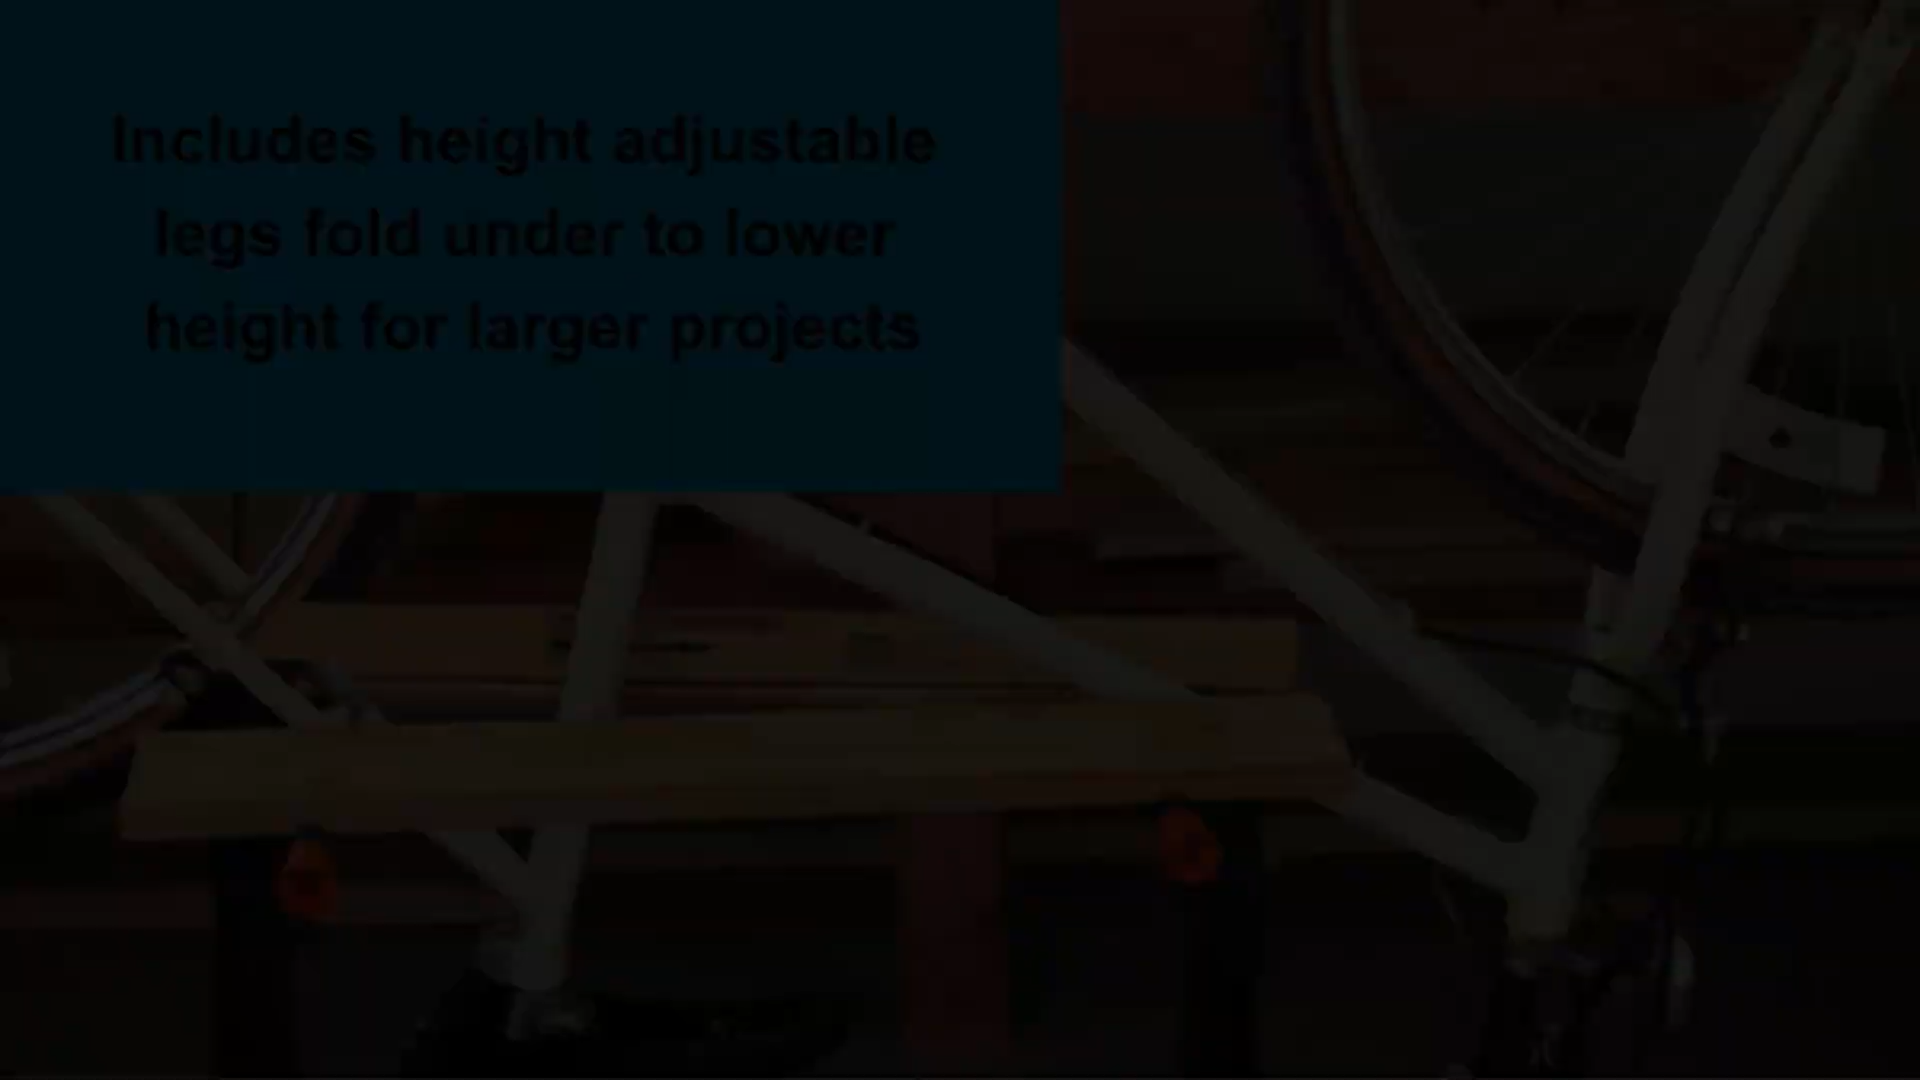 Includes height adjustable
legs fold under to lower
height for larger projects